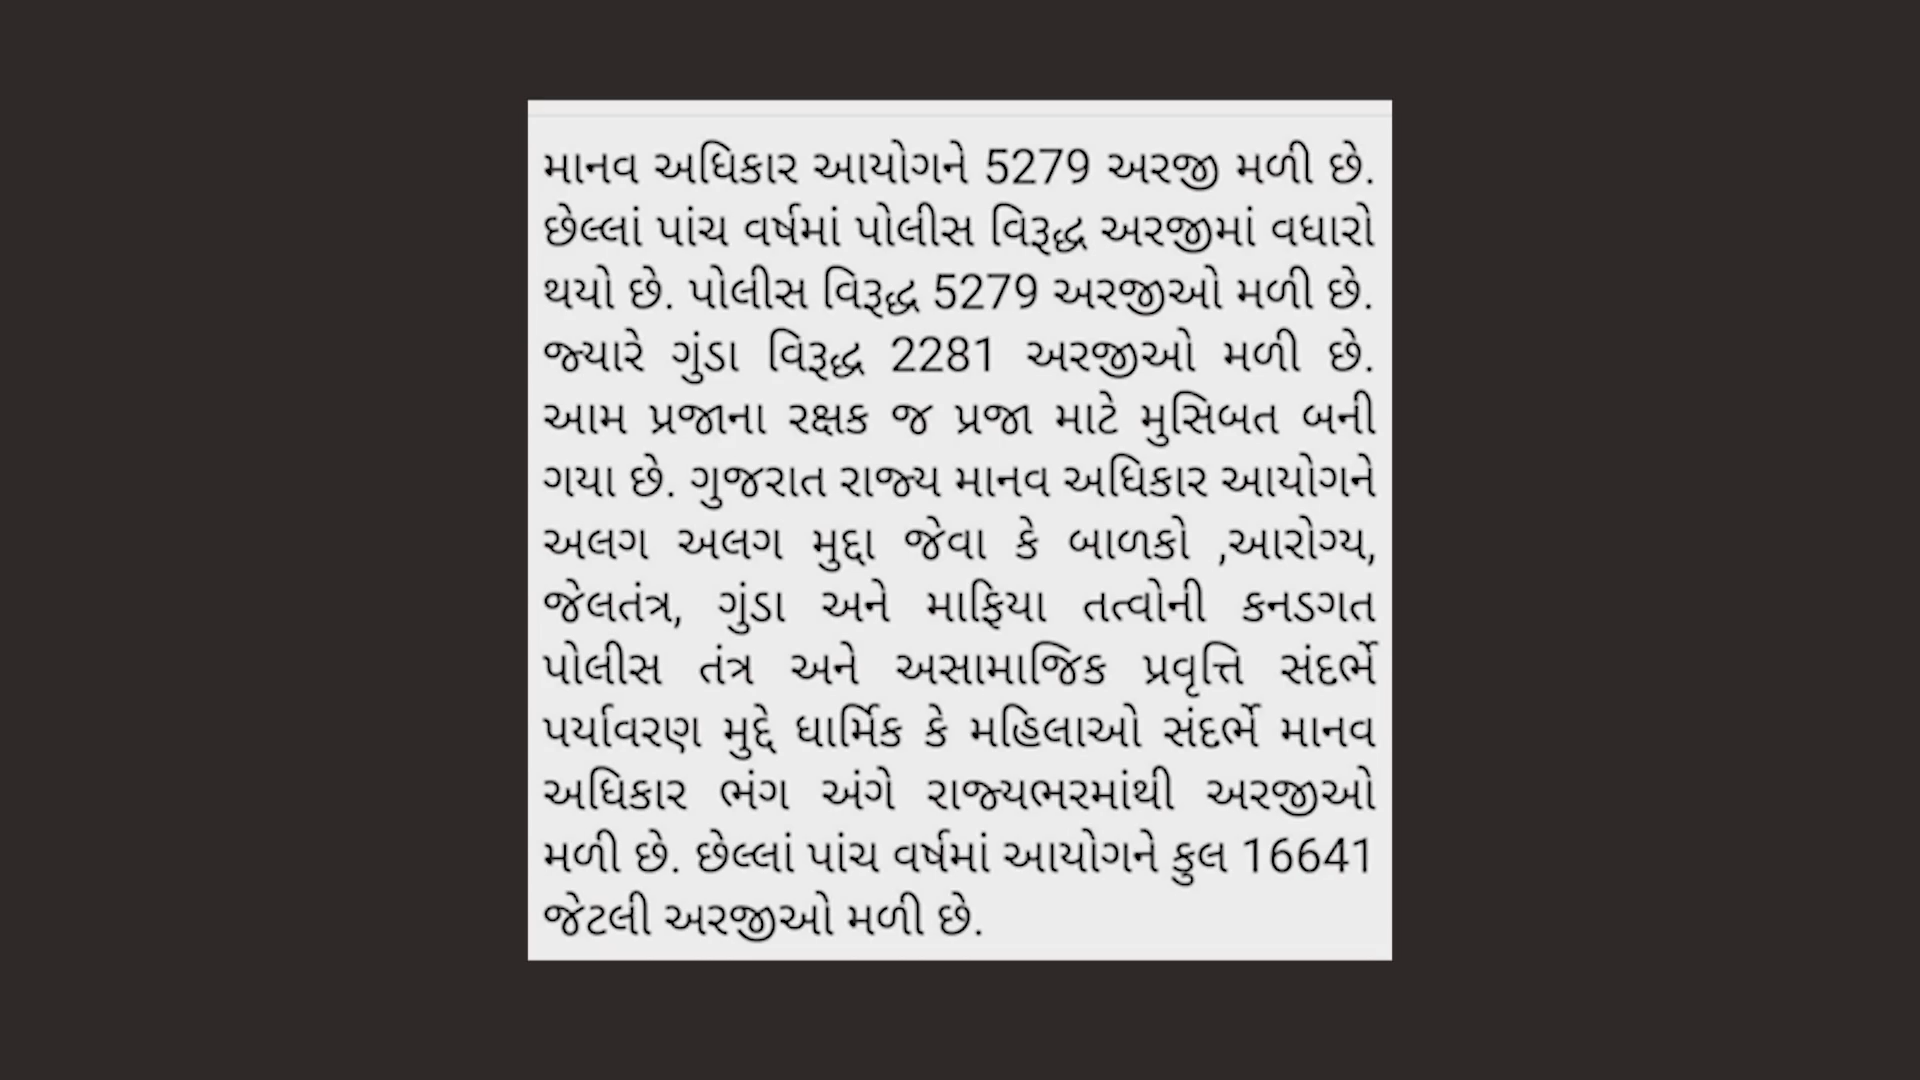 માનવ અધિકાર આયોગને 5279 અરજી મળી છે.
છેલ્લાં પાંચ વર્ષમાં પોલીસ વિરૂદ્ધ અરજીમાં વધારો
થયો છે. પોલીસ વિરૂદ્ધ 5279 અરજીઓ મળી છે.
જ્યારે ગુંડા વિરૂદ્ધ 2281 અરજીઓ મળી છે.
આમ પ્રજાના રક્ષક જ પ્રજા માટે મુસિબત બની
ગયા છે. ગુજરાત રાજ્ય માનવ અધિકાર આયોગને
અલગ અલગ મુદ્દા જેવા કે બાળકો ,આરોગ્ય,
જેલતંત્ર, ગુંડા અને માફિયા તત્વોની કનડગત
પોલીસ તંત્ર અને અસામાજિક પ્રવૃત્તિ સંદર્ભે
પર્યાવરણ મુદ્દે ધાર્મિક કે મહિલાઓ સંદર્ભે માનવ
અધિકાર ભંગ અંગે રાજ્યભરમાંથી અરજીઓ
મળી છે. છેલ્લાં પાંચ વર્ષમાં આયોગને કુલ 16641
જેટલી અરજીઓ મળી છે.